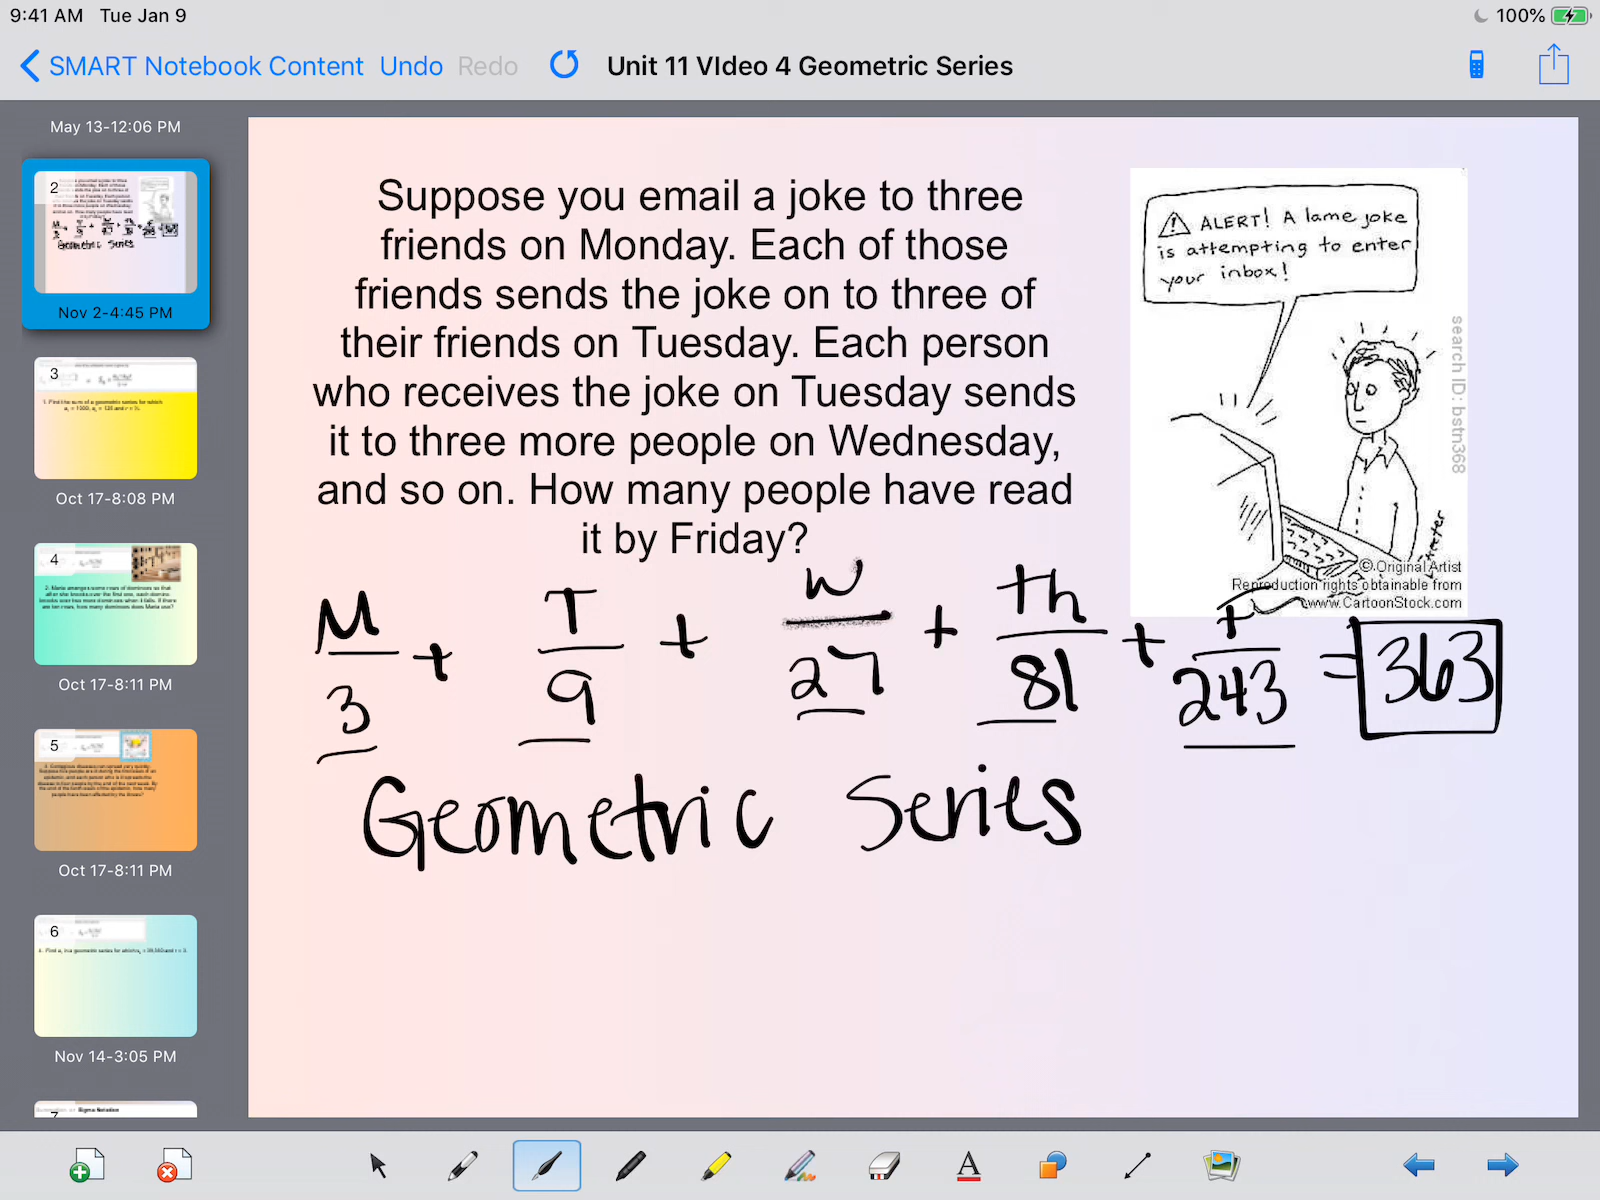 9:41 AM Tue Jan 9 100%
SMART Notebook Content Undo Redo Unit 11 VIdeo 4 Geometric Series
May 13-12:06 PM
2
Nov 2-4:45 PM
3
Oct 17-8:08 PM
4
Oct 17-8:11 PM
5
Oct 17-8:11 PM
6
Nov 14-3:05 PM
7
Suppose you email a joke to three
friends on Monday. Each of those
friends sends the joke on to three of
their friends on Tuesday. Each person
who receives the joke on Tuesday sends
it to three more people on Wednesday,
and so on. How many people have read
it by Friday?
ALERT! A lame joke
is attempting to enter
your inbox!
search ID: bstn368
© Original Artist
Reproduction rights obtainable from
www.CartoonStock.com
M T W Th F
3 + 9 + 27 + 81 + 243 = 363
Geometric Series